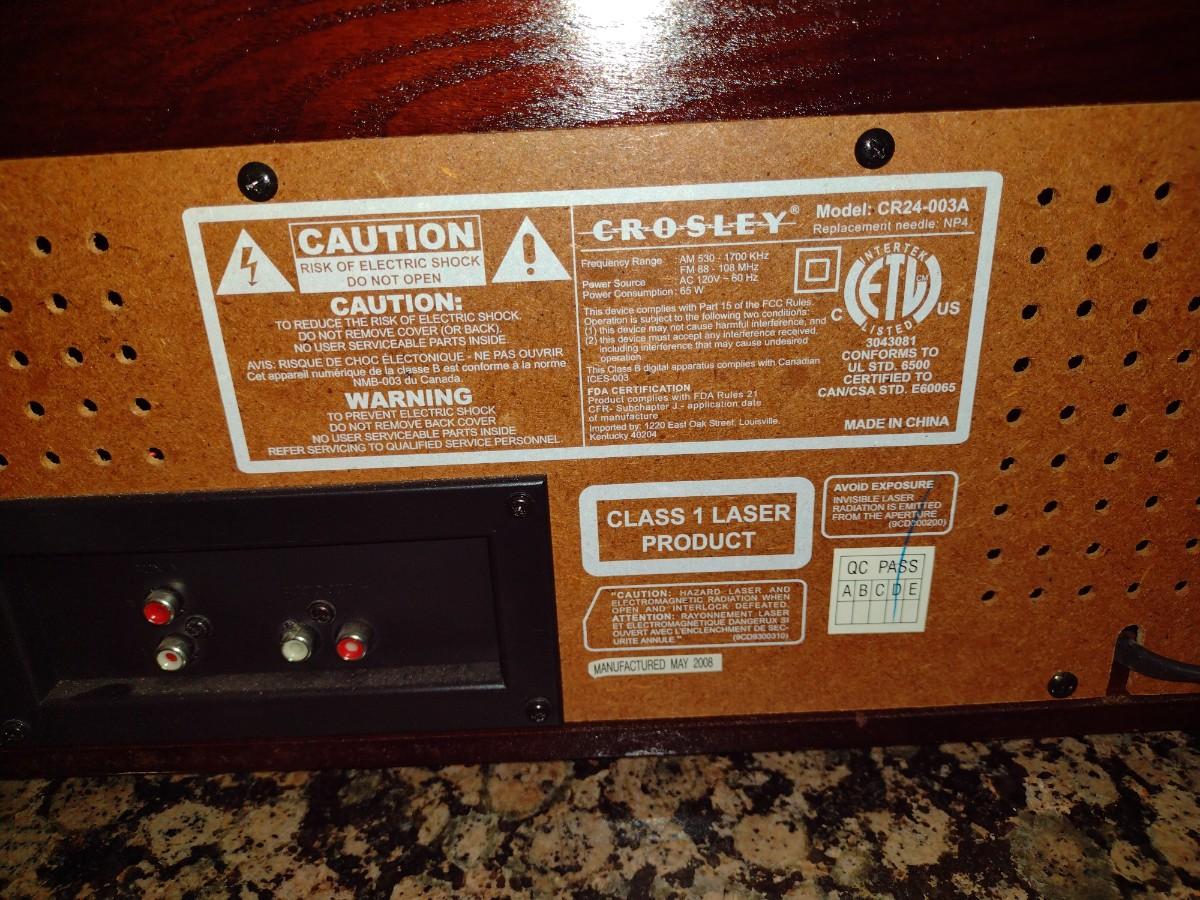 CAUTION
RISK OF ELECTRIC SHOCK
DO NOT OPEN
CAUTION:
TO REDUCE THE RISK OF ELECTRIC SHOCK.
DO NOT REMOVE COVER (OR BACK).
NO USER SERVICEABLE PARTS INSIDE
AVIS: RISQUE DE CHOC ÉLECTONIQUE - NE PAS OUVRIR.
Cet appareil numérique de la classe B est conforme à la norme
NMB-003 du Canada.
WARNING
TO PREVENT ELECTRIC SHOCK
DO NOT REMOVE BACK COVER
NO USER SERVICEABLE PARTS INSIDE
REFER SERVICING TO QUALIFIED SERVICE PERSONNEL
CROSLEY®
Model: CR24-003A
Replacement needle: NP4
Frequency Range : AM 530 - 1700 KHz
FM 88 - 108 MHz
Power Source : AC 120V ~ 60 Hz
Power Consumption : 65 W
This device complies with Part 15 of the FCC Rules.
Operation is subject to the following two conditions:
(1) this device may not cause harmful interference, and
(2) this device must accept any interference received,
including interference that may cause undesired
operation.
This Class B digital apparatus complies with Canadian
ICES-003
FDA CERTIFICATION
Product complies with FDA Rules 21
CFR- Subchapter J - application date
of manufacture
Imported by: 1220 East Oak Street, Louisville,
Kentucky 40204
INTERTEK
ETL CM
C US
LISTED
3043081
CONFORMS TO
UL STD. 6500
CERTIFIED TO
CAN/CSA STD. E60065
MADE IN CHINA
CLASS 1 LASER
PRODUCT
AVOID EXPOSURE
INVISIBLE LASER
RADIATION IS EMITTED
FROM THE APERTURE
(9CD000200)
QC PASS
A B C D E
"CAUTION: HAZARD LASER AND
ELECTROMAGNETIC RADIATION WHEN
OPEN AND INTERLOCK DEFEATED.
ATTENTION: RAYONNEMENT LASER
ET ELECTROMAGNETIQUE DANGERUX SI
OUVERT AVEC L'ENCLENCHMENT DE SEC-
URITE ANNULE"
(9CD9300310)
MANUFACTURED MAY 2008